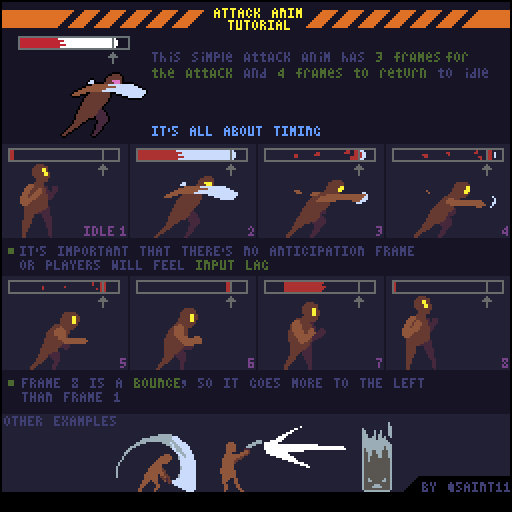 ATTACK ANIM
TUTORIAL
This simple attack anim has 3 frames for
the attack and 4 frames to return to idle
IT'S ALL ABOUT TIMING
IDLE 1
2
3
4
IT'S IMPORTANT THAT THERE'S NO ANTICIPATION FRAME
OR PLAYERS WILL FEEL INPUT LAG
5
6
7
8
FRAME 8 IS A BOUNCE, SO IT GOES MORE TO THE LEFT
THAN FRAME 1
OTHER EXAMPLES
BY @SAINT11